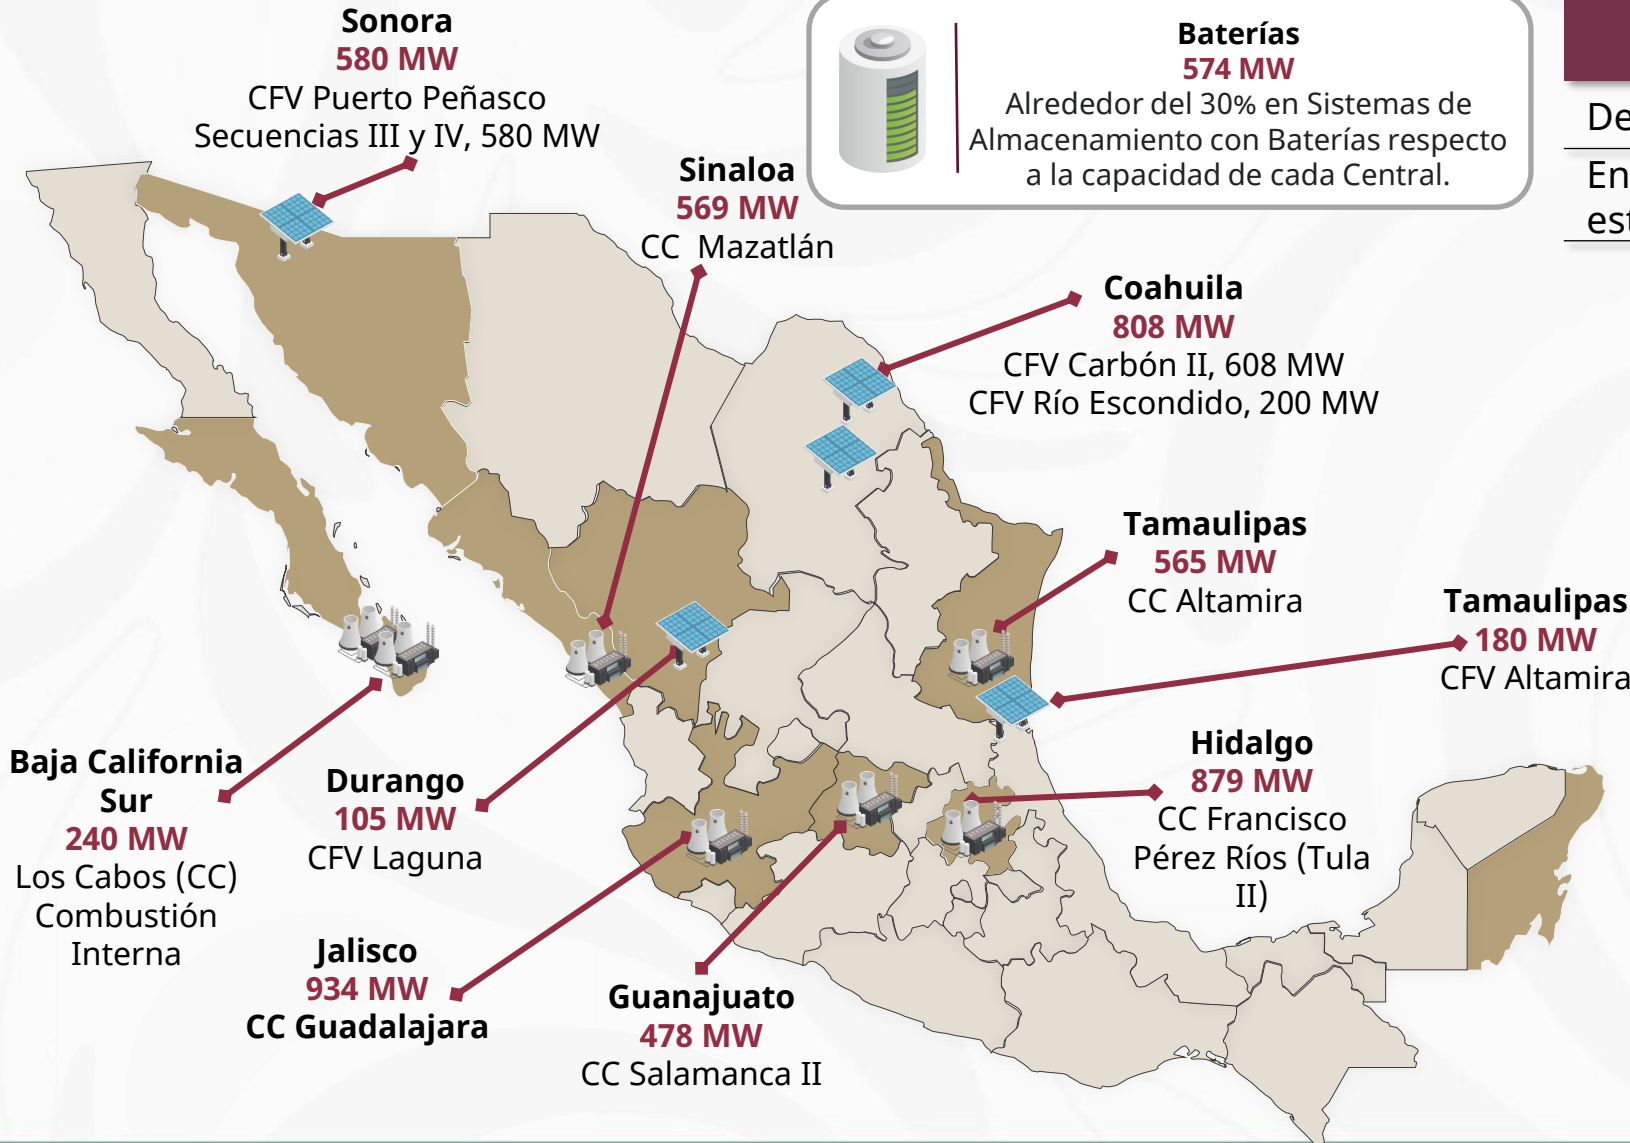 Sonora
580 MW
CFV Puerto Peñasco
Secuencias III y IV, 580 MW
Baterías
574 MW
Alrededor del 30% en Sistemas de
Almacenamiento con Baterías respecto
a la capacidad de cada Central.
De
En
est
Sinaloa
569 MW
CC Mazatlán
Coahuila
808 MW
CFV Carbón II, 608 MW
CFV Río Escondido, 200 MW
Tamaulipas
565 MW
CC Altamira
Tamaulipas
180 MW
CFV Altamira
Hidalgo
879 MW
CC Francisco
Pérez Ríos (Tula
II)
Baja California
Sur
240 MW
Los Cabos (CC)
Combustión
Interna
Durango
105 MW
CFV Laguna
Jalisco
934 MW
CC Guadalajara
Guanajuato
478 MW
CC Salamanca II